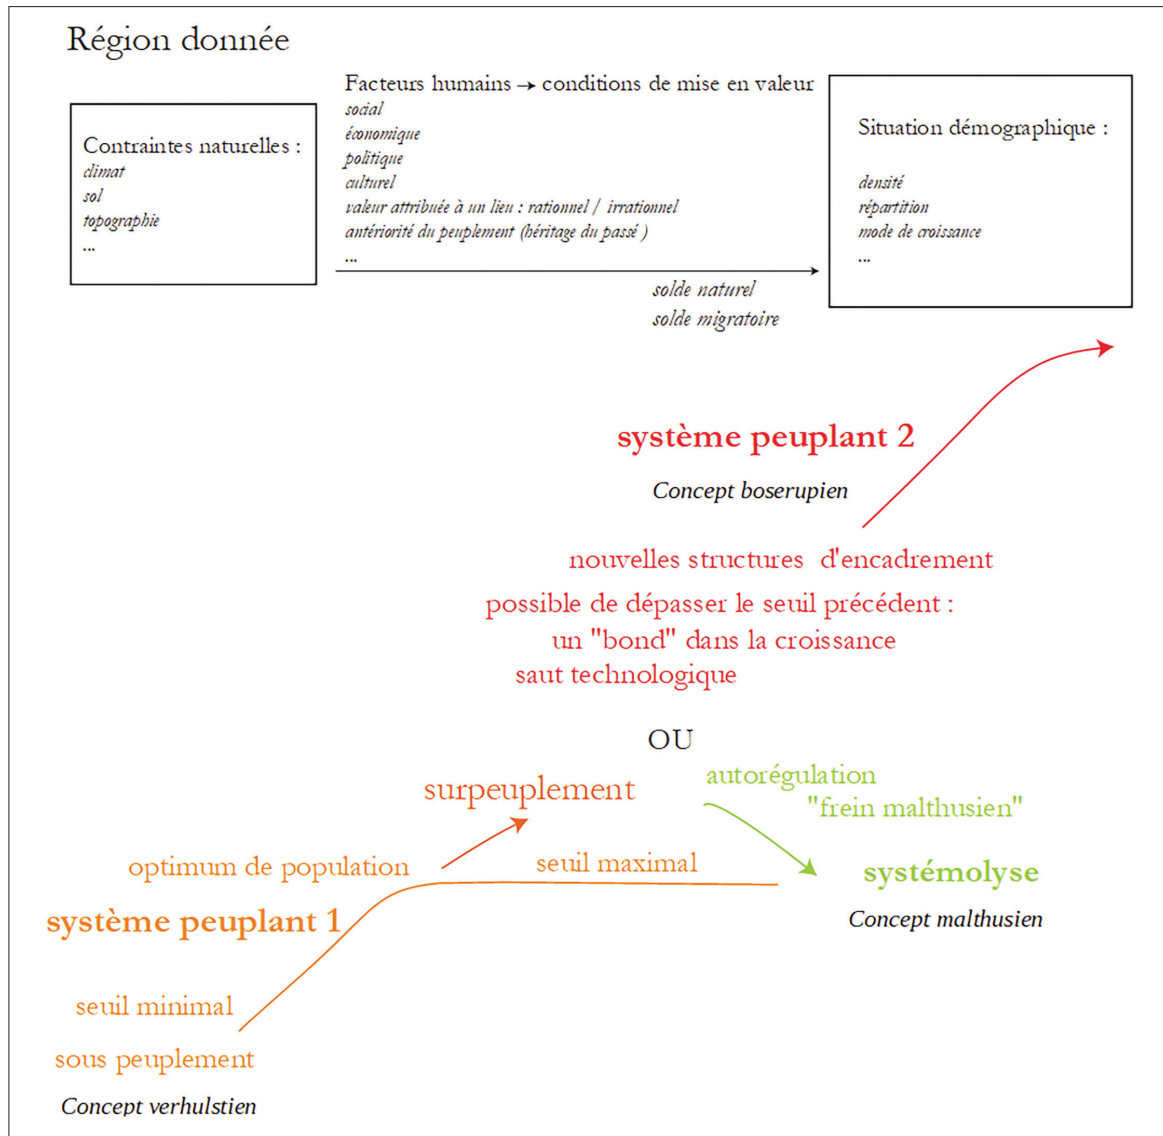 Région donnée
Contraintes naturelles :
climat
sol
topographie
...
Facteurs humains → conditions de mise en valeur
social
économique
politique
culturel
valeur attribuée à un lieu : rationnel / irrationnel
antériorité du peuplement (héritage du passé )
...
solde naturel
solde migratoire
Situation démographique :
densité
répartition
mode de croissance
...
système peuplant 2
Concept boserupien
nouvelles structures d'encadrement
possible de dépasser le seuil précédent :
un "bond" dans la croissance
saut technologique
OU
surpeuplement
autorégulation
"frein malthusien"
optimum de population
seuil maximal
systémolyse
système peuplant 1
Concept malthusien
seuil minimal
sous peuplement
Concept verhulstien